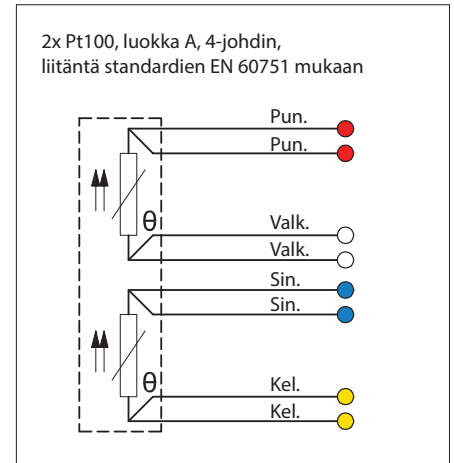 2x Pt100, luokka A, 4-johdin,
liitäntä standardien EN 60751 mukaan
Pun.
Pun.
θ
Valk.
Valk.
Sin.
Sin.
θ
Kel.
Kel.